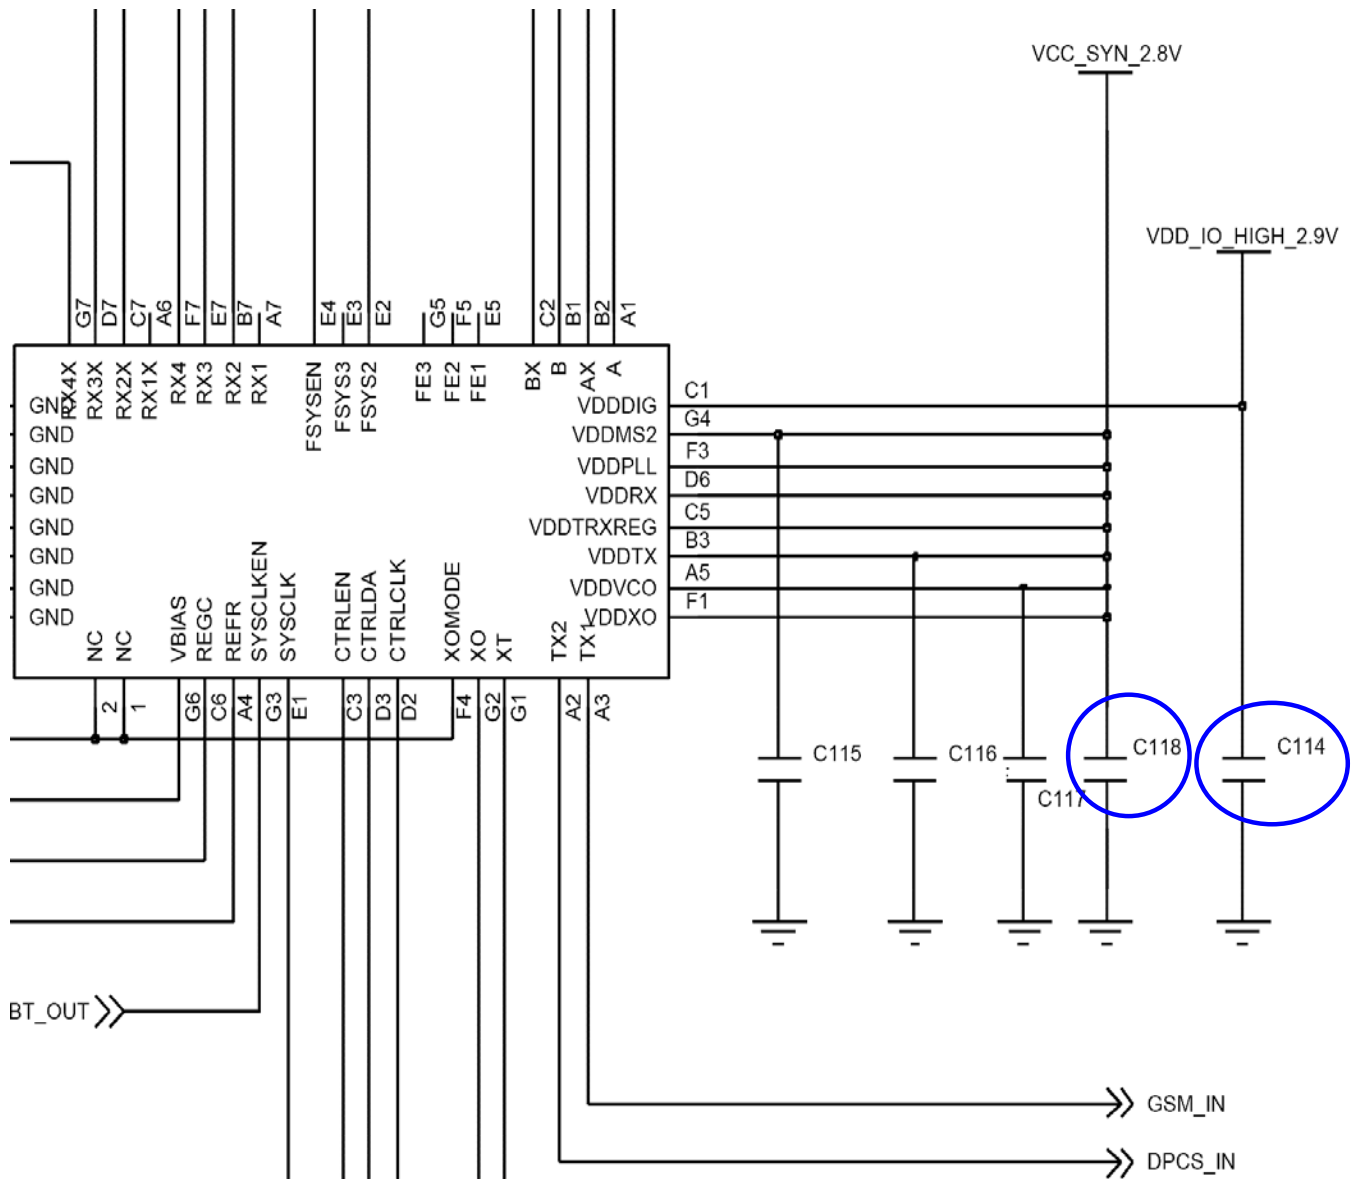 VCC_SYN_2.8V
VDD_IO_HIGH_2.9V
G7
D7
C7
A6
F7
E7
B7
A7
E4
E3
E2
G5
F5
E5
C2
B1
B2
A1
RX4X
RX3X
RX2X
RX1X
RX4
RX3
RX2
RX1
FSYSEN
FSYS3
FSYS2
FE3
FE2
FE1
BX
B
AX
A
GND
GND
GND
GND
GND
GND
GND
GND
VDDDIG C1
VDDMS2 G4
VDDPLL F3
VDDRX D6
VDDTRXREG C5
VDDTX B3
VDDVCO A5
VDDXO F1
NC
NC
VBIAS
REGC
REFR
SYSCLKEN
SYSCLK
CTRLEN
CTRLDA
CTRLCLK
XOMODE
XO
XT
TX2
TX1
2
1
G6
C6
A4
G3
E1
C3
D3
D2
F4
G2
G1
A2
A3
C115
C116
C117
C118
C114
BT_OUT
GSM_IN
DPCS_IN